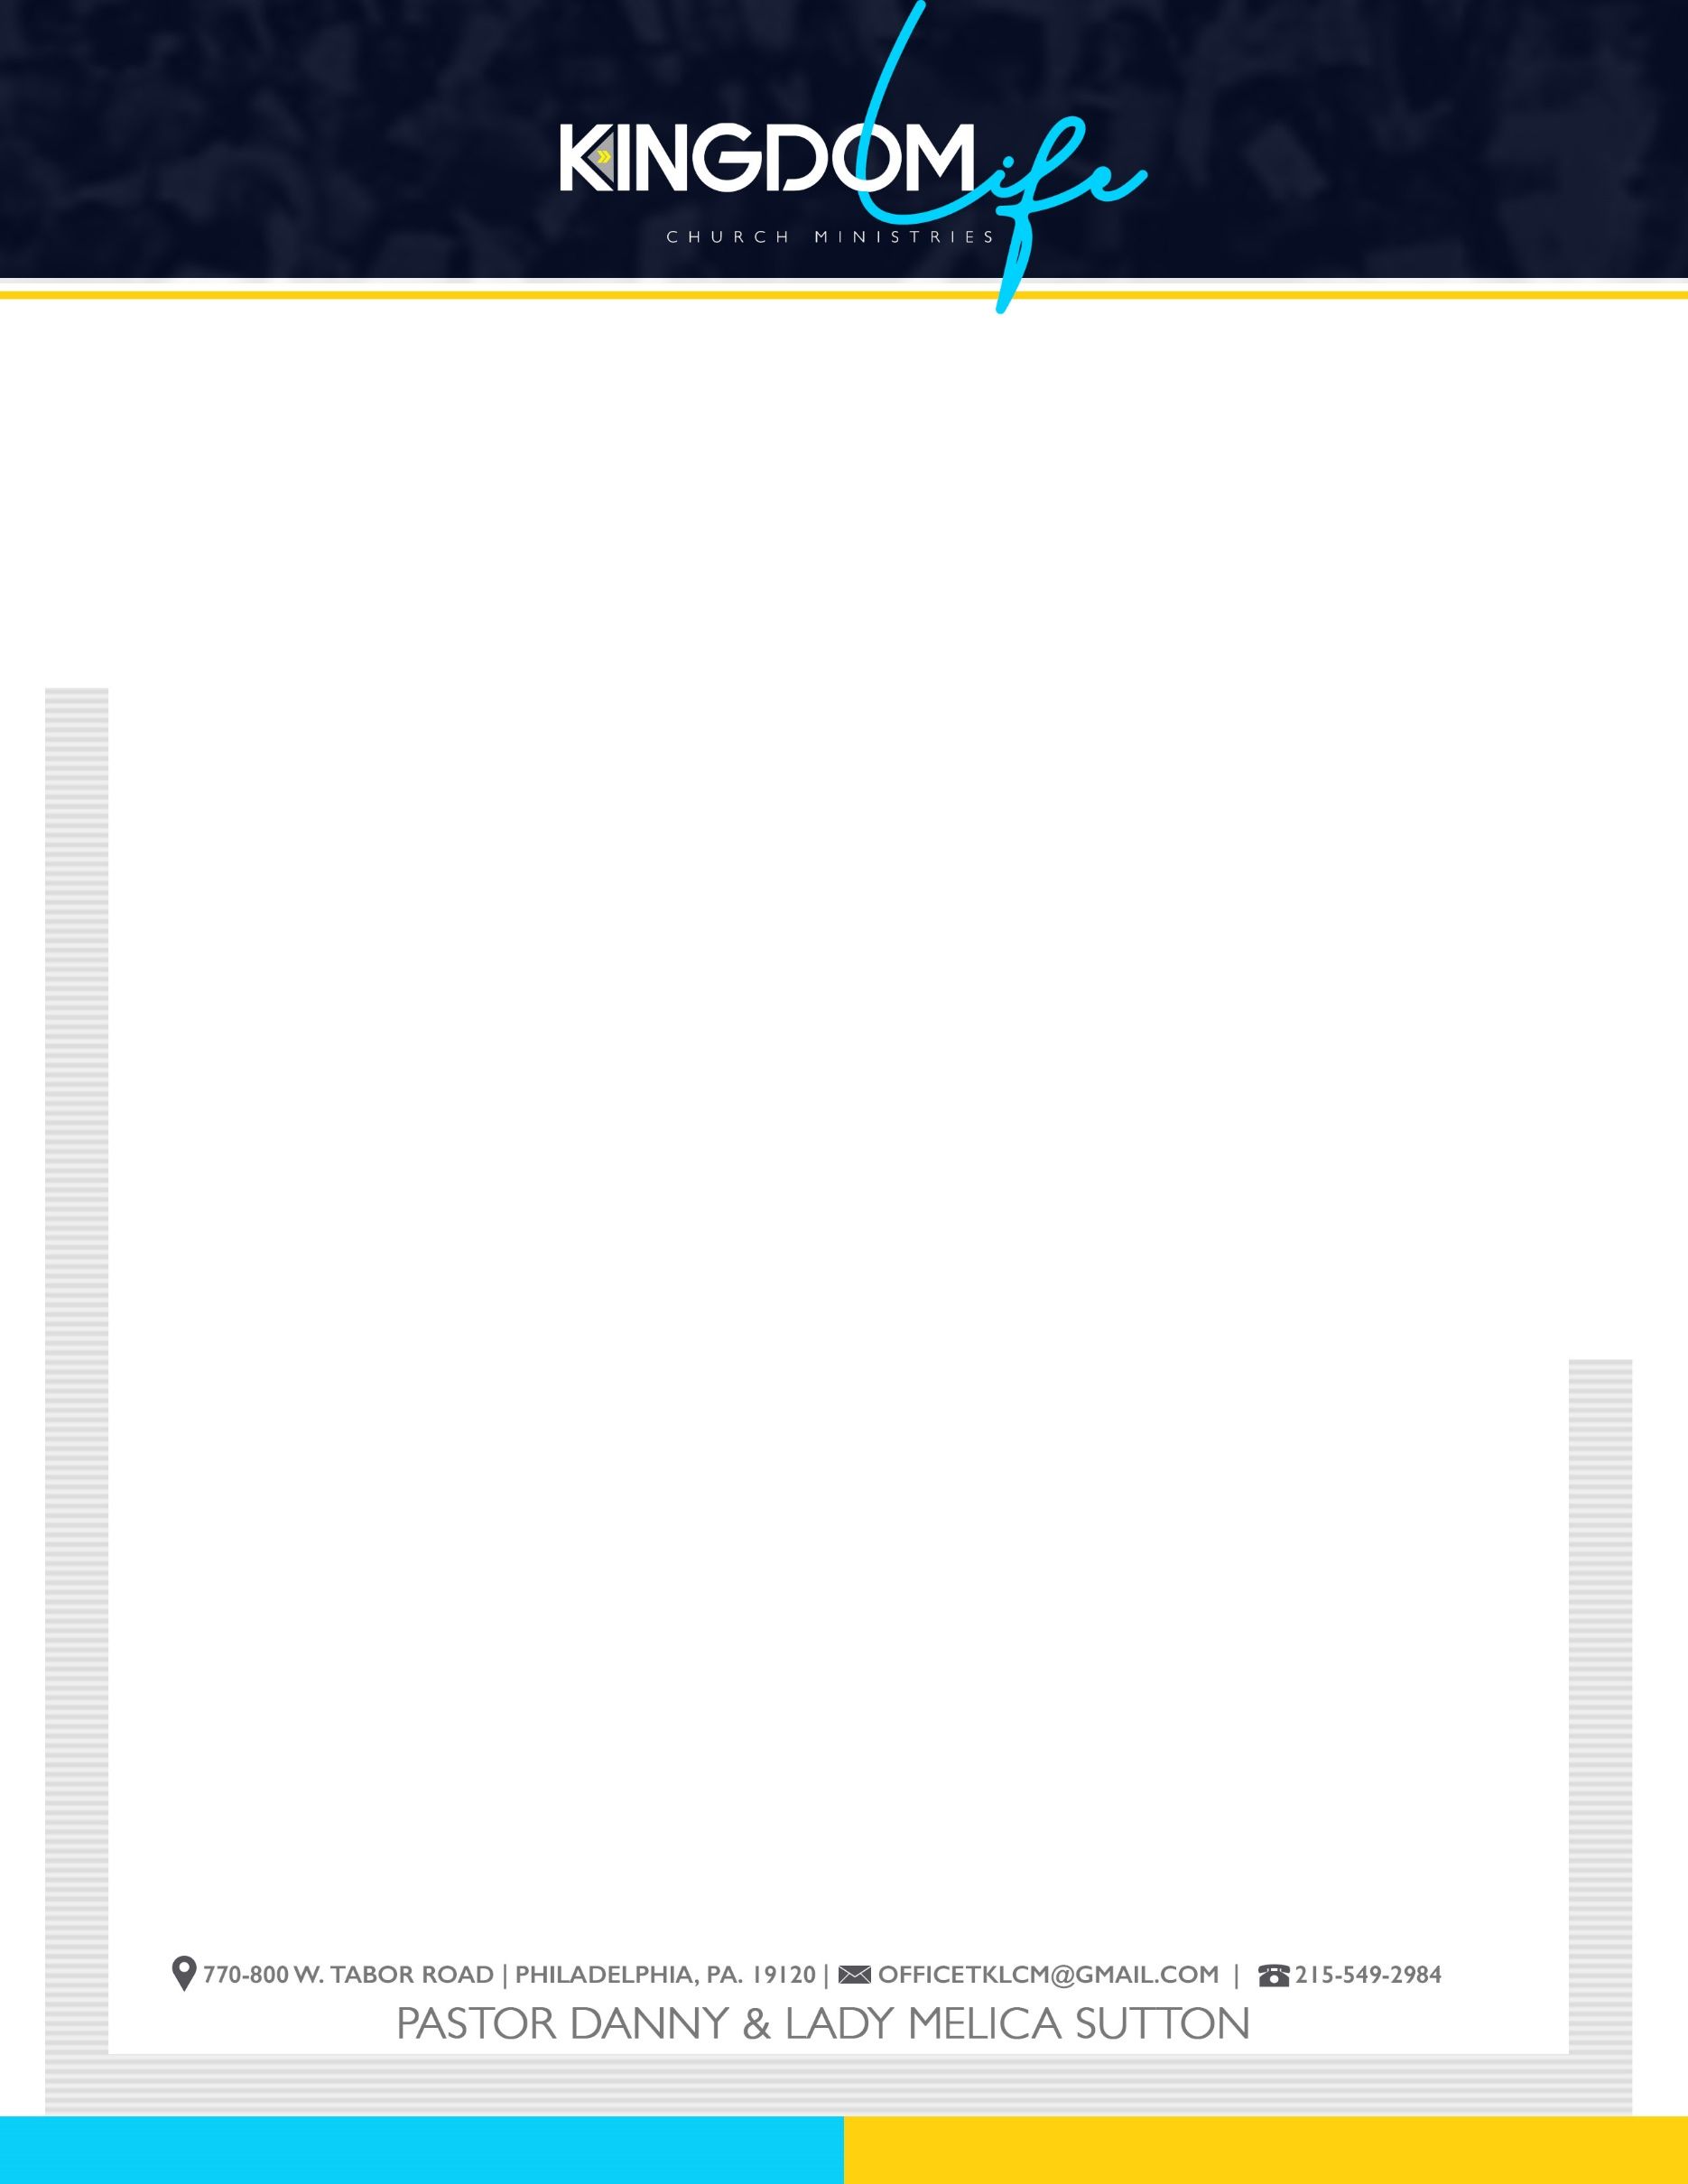 KINGDOM Life
CHURCH MINISTRIES
770-800 W. TABOR ROAD | PHILADELPHIA, PA. 19120 | OFFICETKLCM@GMAIL.COM | 215-549-2984
PASTOR DANNY & LADY MELICA SUTTON